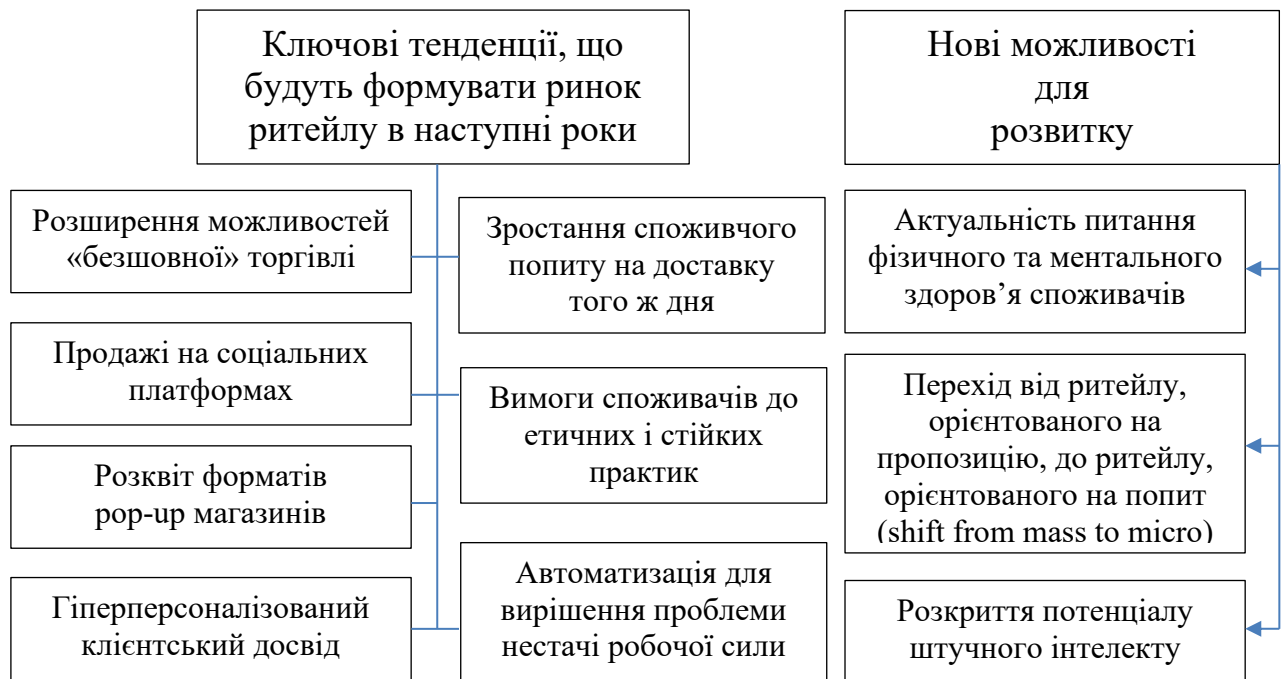 Ключові тенденції, що
будуть формувати ринок
ритейлу в наступні роки
Розширення можливостей
«безшовної» торгівлі
Продажі на соціальних
платформах
Розквіт форматів
pop-up магазинів
Гіперперсоналізований
клієнтський досвід
Зростання споживчого
попиту на доставку
того ж дня
Вимоги споживачів до
етичних і стійких
практик
Автоматизація для
вирішення проблеми
нестачі робочої сили
Нові можливості
для
розвитку
Актуальність питання
фізичного та ментального
здоров’я споживачів
Перехід від ритейлу,
орієнтованого на
пропозицію, до ритейлу,
орієнтованого на попит
(shift from mass to micro)
Розкриття потенціалу
штучного інтелекту